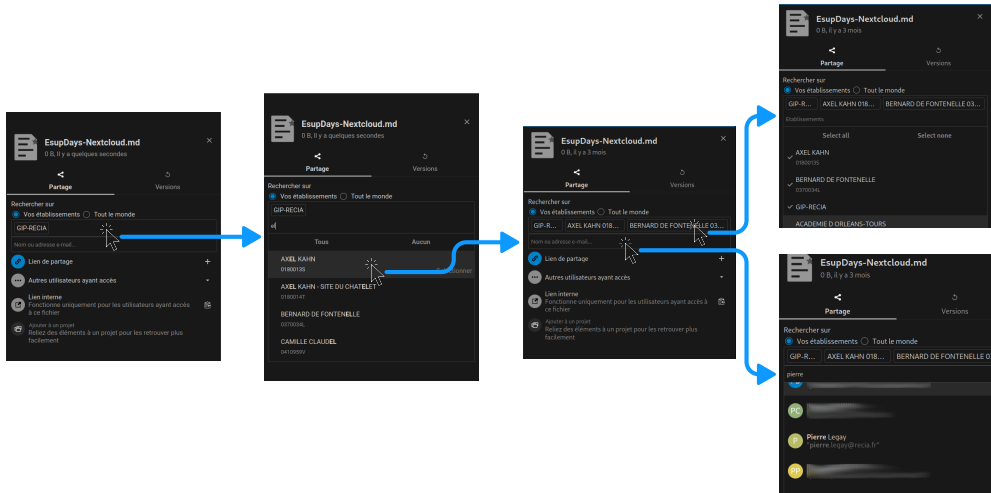 EsupDays-Nextcloud.md
0 B, Il y a quelques secondes
Partage
Versions
Rechercher sur
Vos établissements
Tout le monde
GIP-RECIA
Nom ou adresse e-mail...
Lien de partage
Autres utilisateurs ayant accès
Lien interne
Fonctionne uniquement pour les utilisateurs ayant accès
à ce fichier
Ajouter à un projet
Reliez des éléments à un projet pour les retrouver plus
facilement
EsupDays-Nextcloud.md
0 B, Il y a quelques secondes
Partage
Versions
Rechercher sur
Vos établissements
Tout le monde
GIP-RECIA
el
Tous
Aucun
AXEL KAHN
0180013S
AXEL KAHN - SITE DU CHATELET
0180014T
BERNARD DE FONTENELLE
0370034L
CAMILLE CLAUDEL
0410959V
EsupDays-Nextcloud.md
0 B, il y a 3 mois
Partage
Versions
Rechercher sur
Vos établissements
Tout le monde
GIP-R...
AXEL KAHN 018...
BERNARD DE FONTENELLE 03...
Nom ou adresse e-mail...
Lien de partage
Autres utilisateurs ayant accès
Lien interne
Fonctionne uniquement pour les utilisateurs ayant accès à
ce fichier
Ajouter à un projet
Reliez des éléments à un projet pour les retrouver plus
facilement
EsupDays-Nextcloud.md
0 B, il y a 3 mois
Partage
Versions
Rechercher sur
Vos établissements
Tout le monde
GIP-R...
AXEL KAHN 018...
BERNARD DE FONTENELLE 03...
Etablissements
Select all
Select none
AXEL KAHN
0180013S
BERNARD DE FONTENELLE
0370034L
GIP-RECIA
ACADEMIE D ORLEANS-TOURS
EsupDays-Nextcloud.md
0 B, il y a 3 mois
Partage
Versions
Rechercher sur
Vos établissements
Tout le monde
GIP-R...
AXEL KAHN 018...
BERNARD DE FONTENELLE 0
pierre
PC
P
Pierre Legay
"pierre.legay@recia.fr"
PP